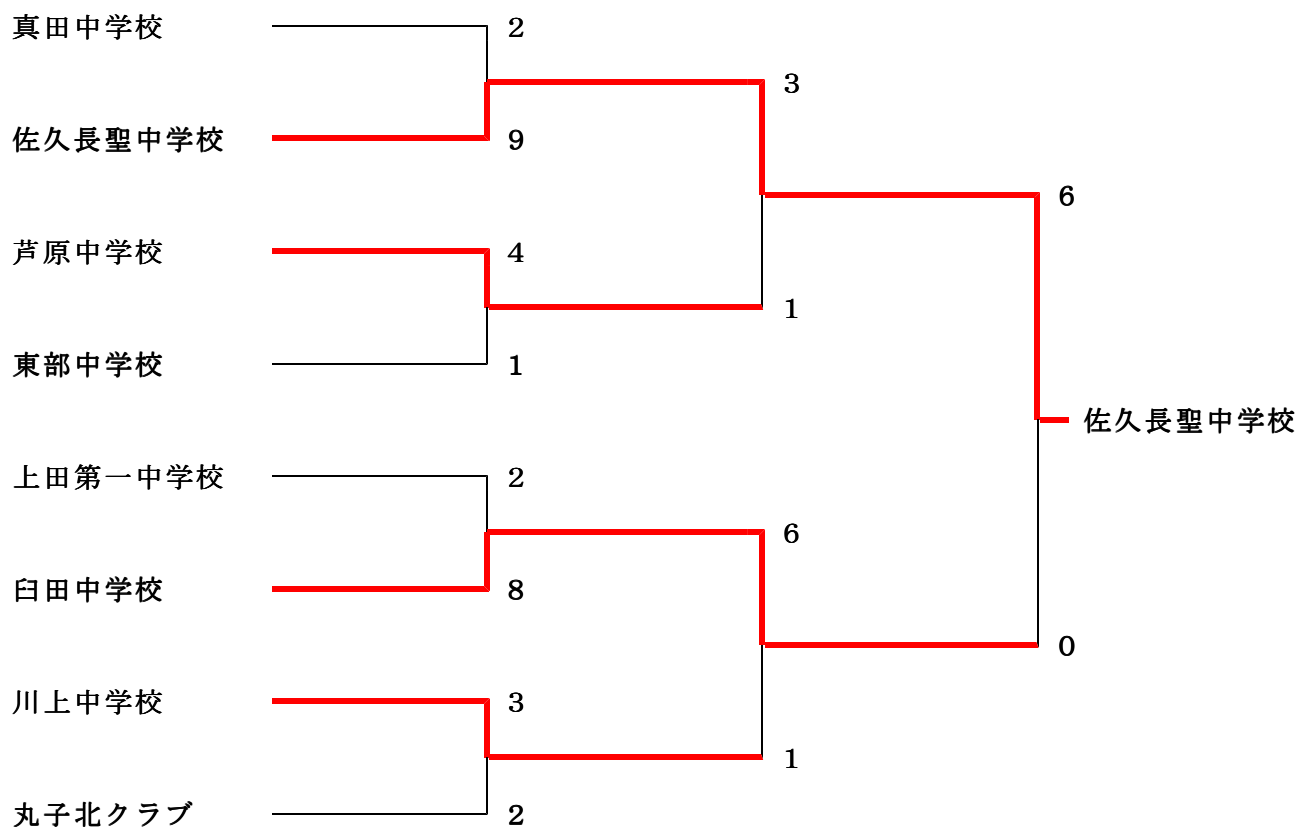 真田中学校 2
3
佐久長聖中学校 9
6
芦原中学校 4
1
東部中学校 1
佐久長聖中学校
上田第一中学校 2
6
臼田中学校 8
0
川上中学校 3
1
丸子北クラブ 2